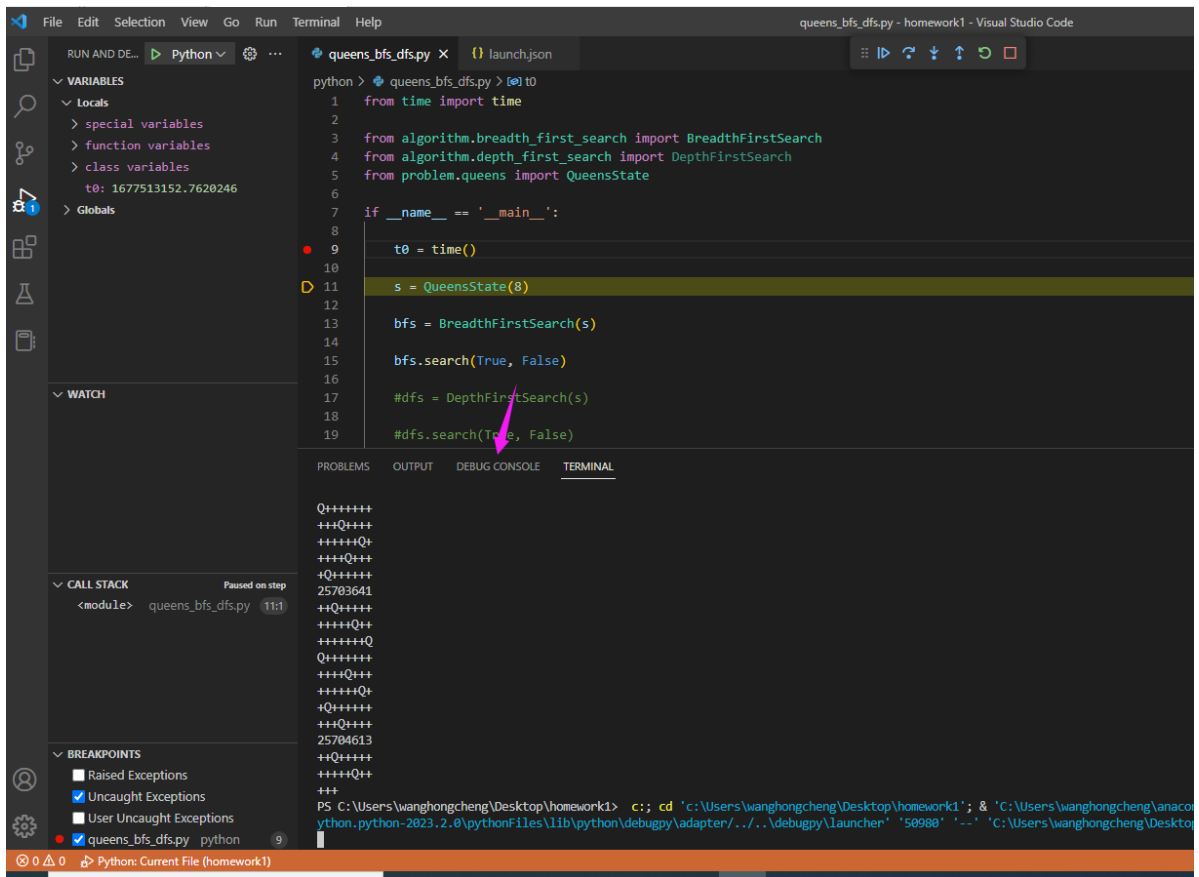 File Edit Selection View Go Run Terminal Help
queens_bfs_dfs.py - homework1 - Visual Studio Code
RUN AND DE... Python
queens_bfs_dfs.py
{} launch.json
python > queens_bfs_dfs.py > t0
VARIABLES
Locals
special variables
function variables
class variables
t0: 1677513152.7620246
Globals
1 from time import time
2
3 from algorithm.breadth_first_search import BreadthFirstSearch
4 from algorithm.depth_first_search import DepthFirstSearch
5 from problem.queens import QueensState
6
7 if __name__ == '__main__':
8
9 t0 = time()
10
11 s = QueensState(8)
12
13 bfs = BreadthFirstSearch(s)
14
15 bfs.search(True, False)
16
17 #dfs = DepthFirstSearch(s)
18
19 #dfs.search(True, False)
WATCH
CALL STACK Paused on step
<module> queens_bfs_dfs.py 11:1
BREAKPOINTS
Raised Exceptions
Uncaught Exceptions
User Uncaught Exceptions
queens_bfs_dfs.py python 9
1
PROBLEMS OUTPUT DEBUG CONSOLE TERMINAL
Q+++++++
+++Q++++
++++++Q+
++++Q+++
+Q++++++
25703641
++Q+++++
+++++Q++
+++++++Q
Q+++++++
++++Q+++
++++++Q+
+Q++++++
+++Q++++
25704613
++Q+++++
+++++Q++
+++
PS C:\Users\wanghongcheng\Desktop\homework1> c:; cd 'c:\Users\wanghongcheng\Desktop\homework1'; & 'C:\Users\wanghongcheng\anacon
ython.python-2023.2.0\pythonFiles\lib\python\debugpy\adapter/../..\debugpy\launcher' '50980' '--' 'C:\Users\wanghongcheng\Desktop
0 0 Python: Current File (homework1)